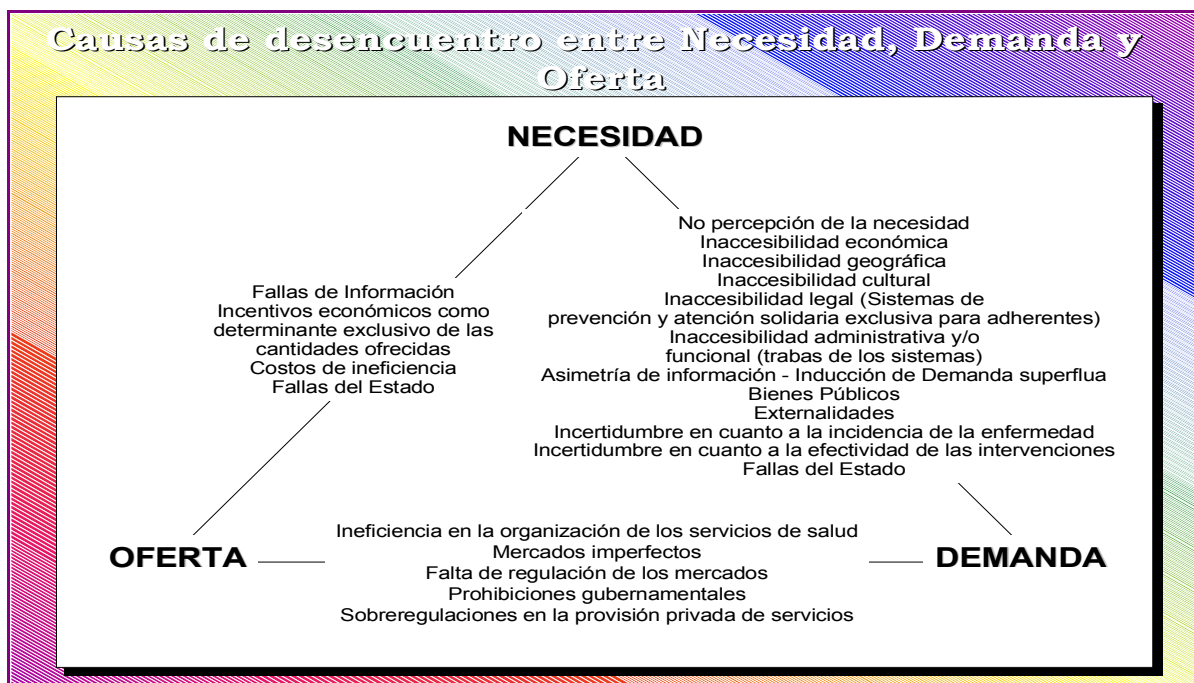 Causas de desencuentro entre Necesidad, Demanda y
Oferta
NECESIDAD
No percepción de la necesidad
Inaccesibilidad económica
Inaccesibilidad geográfica
Inaccesibilidad cultural
Inaccesibilidad legal (Sistemas de
prevención y atención solidaria exclusiva para adherentes)
Inaccesibilidad administrativa y/o
funcional (trabas de los sistemas)
Asimetría de información - Inducción de Demanda superflua
Bienes Públicos
Externalidades
Incertidumbre en cuanto a la incidencia de la enfermedad
Incertidumbre en cuanto a la efectividad de las intervenciones
Fallas del Estado
Fallas de Información
Incentivos económicos como
determinante exclusivo de las
cantidades ofrecidas
Costos de ineficiencia
Fallas del Estado
OFERTA
Ineficiencia en la organización de los servicios de salud
Mercados imperfectos
Falta de regulación de los mercados
Prohibiciones gubernamentales
Sobreregulaciones en la provisión privada de servicios
DEMANDA